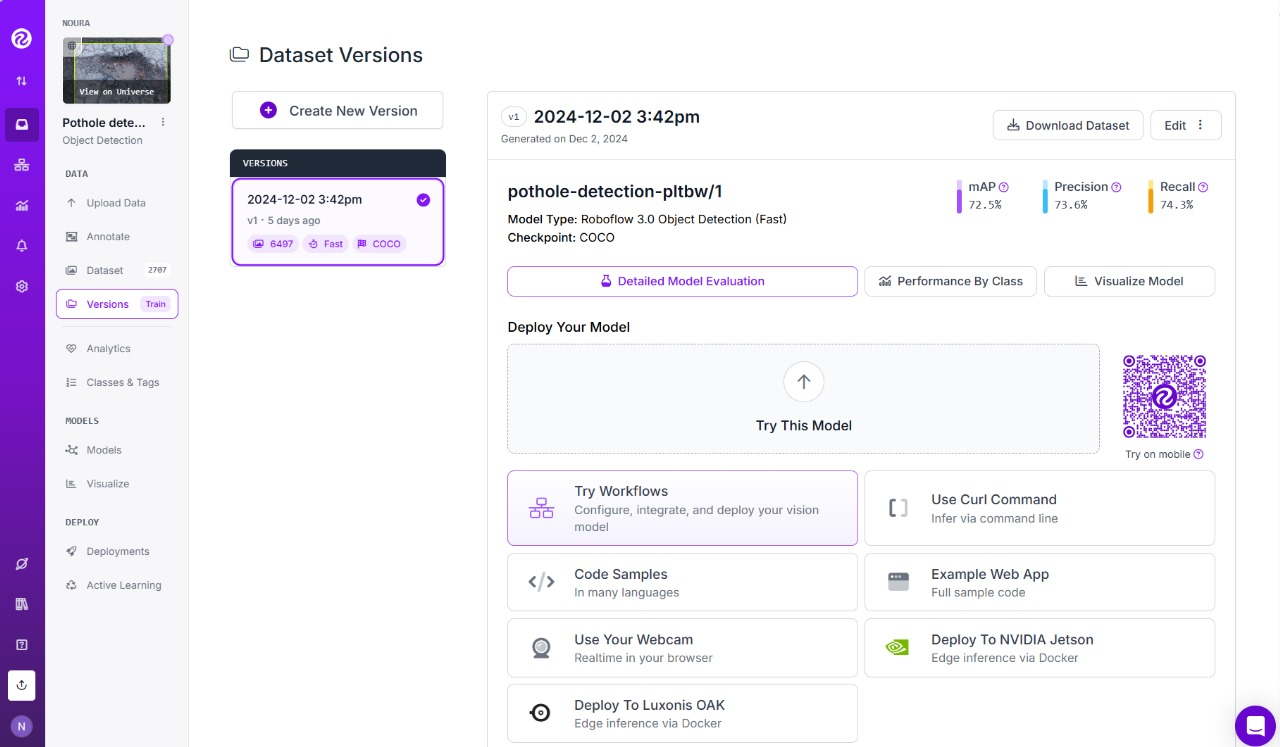 NOURA
View on Universe
Pothole dete...
Object Detection
DATA
Upload Data
Annotate
Dataset 2707
Versions Train
Analytics
Classes & Tags
MODELS
Models
Visualize
DEPLOY
Deployments
Active Learning
N
Dataset Versions
Create New Version
VERSIONS
2024-12-02 3:42pm
v1 • 5 days ago
6497 Fast COCO
v1 2024-12-02 3:42pm
Generated on Dec 2, 2024
Download Dataset
Edit
pothole-detection-pltbw/1
Model Type: Roboflow 3.0 Object Detection (Fast)
Checkpoint: COCO
mAP
72.5%
Precision
73.6%
Recall
74.3%
Detailed Model Evaluation
Performance By Class
Visualize Model
Deploy Your Model
Try This Model
Try on mobile
Try Workflows
Configure, integrate, and deploy your vision
model
Use Curl Command
Infer via command line
Code Samples
In many languages
Example Web App
Full sample code
Use Your Webcam
Realtime in your browser
Deploy To NVIDIA Jetson
Edge inference via Docker
Deploy To Luxonis OAK
Edge inference via Docker